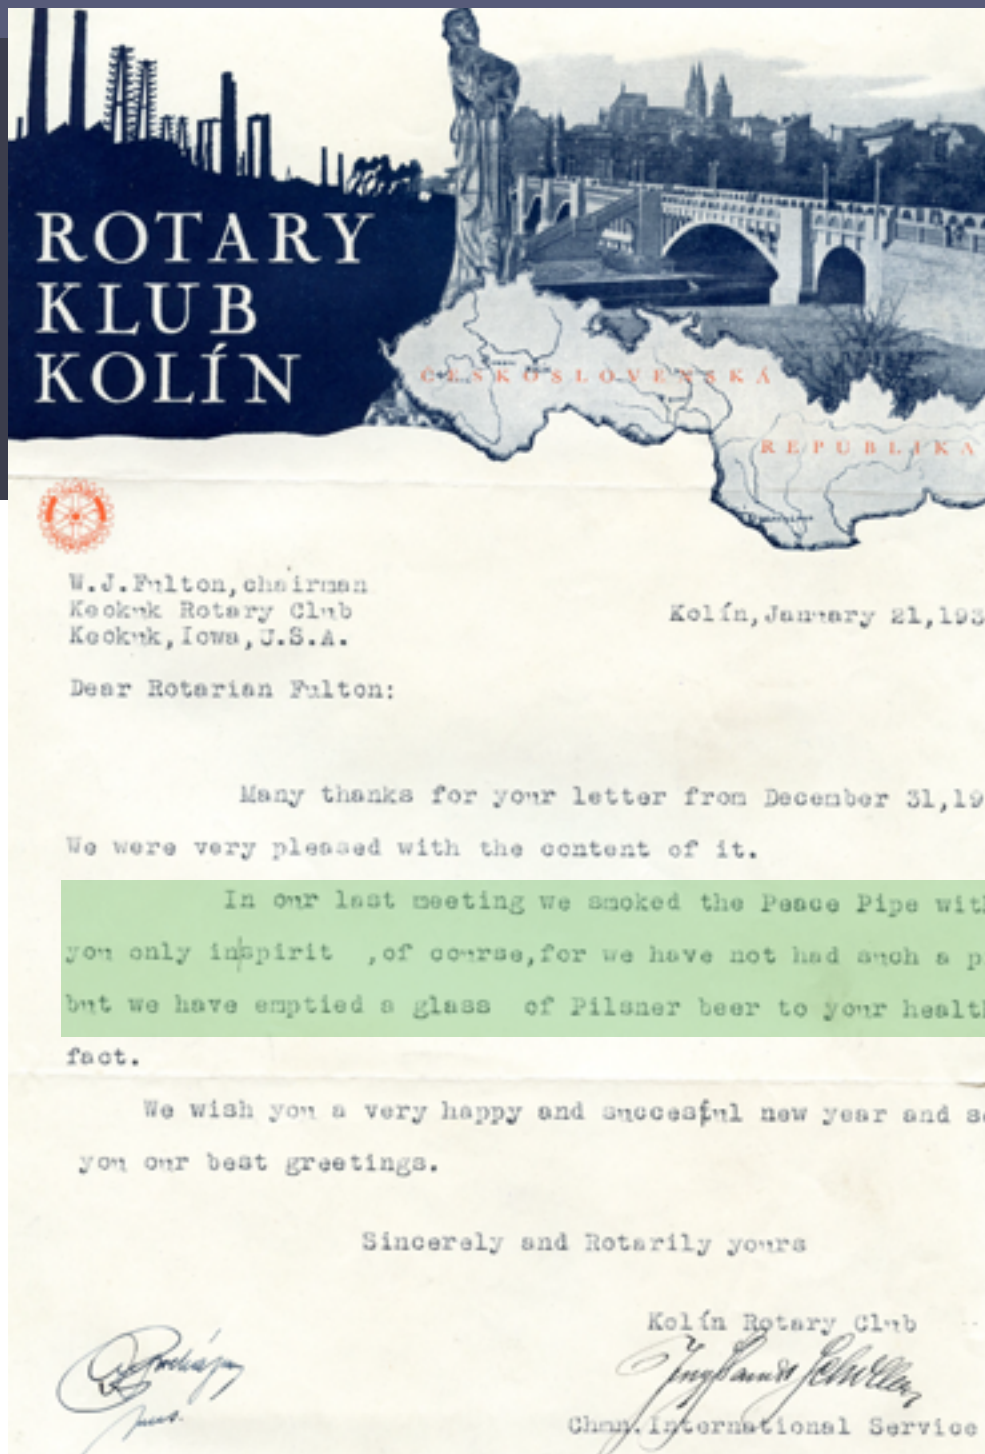 ROTARY
KLUB
KOLÍN
ČESKOSLOVENSKÁ
REPUBLIKA
W.J.Fulton,chairman
Keokuk Rotary Club
Keokuk,Iowa,U.S.A.
Kolín,January 21,193
Dear Rotarian Fulton:
Many thanks for your letter from December 31,19
We were very pleased with the content of it.
In our last meeting we smoked the Peace Pipe with
you only inspirit ,of course,for we have not had such a p
but we have emptied a glass of Pilsner beer to your health
fact.
We wish you a very happy and succesful new year and se
you our best greetings.
Sincerely and Rotarily yours
Kolín Rotary Club
Chmn.International Service